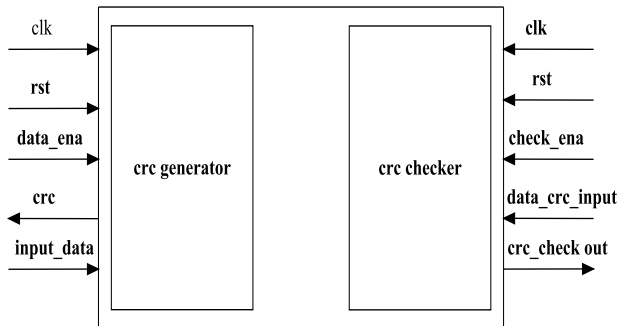 clk
rst
data_ena
crc
input_data
crc generator
crc checker
clk
rst
check_ena
data_crc_input
crc_check out